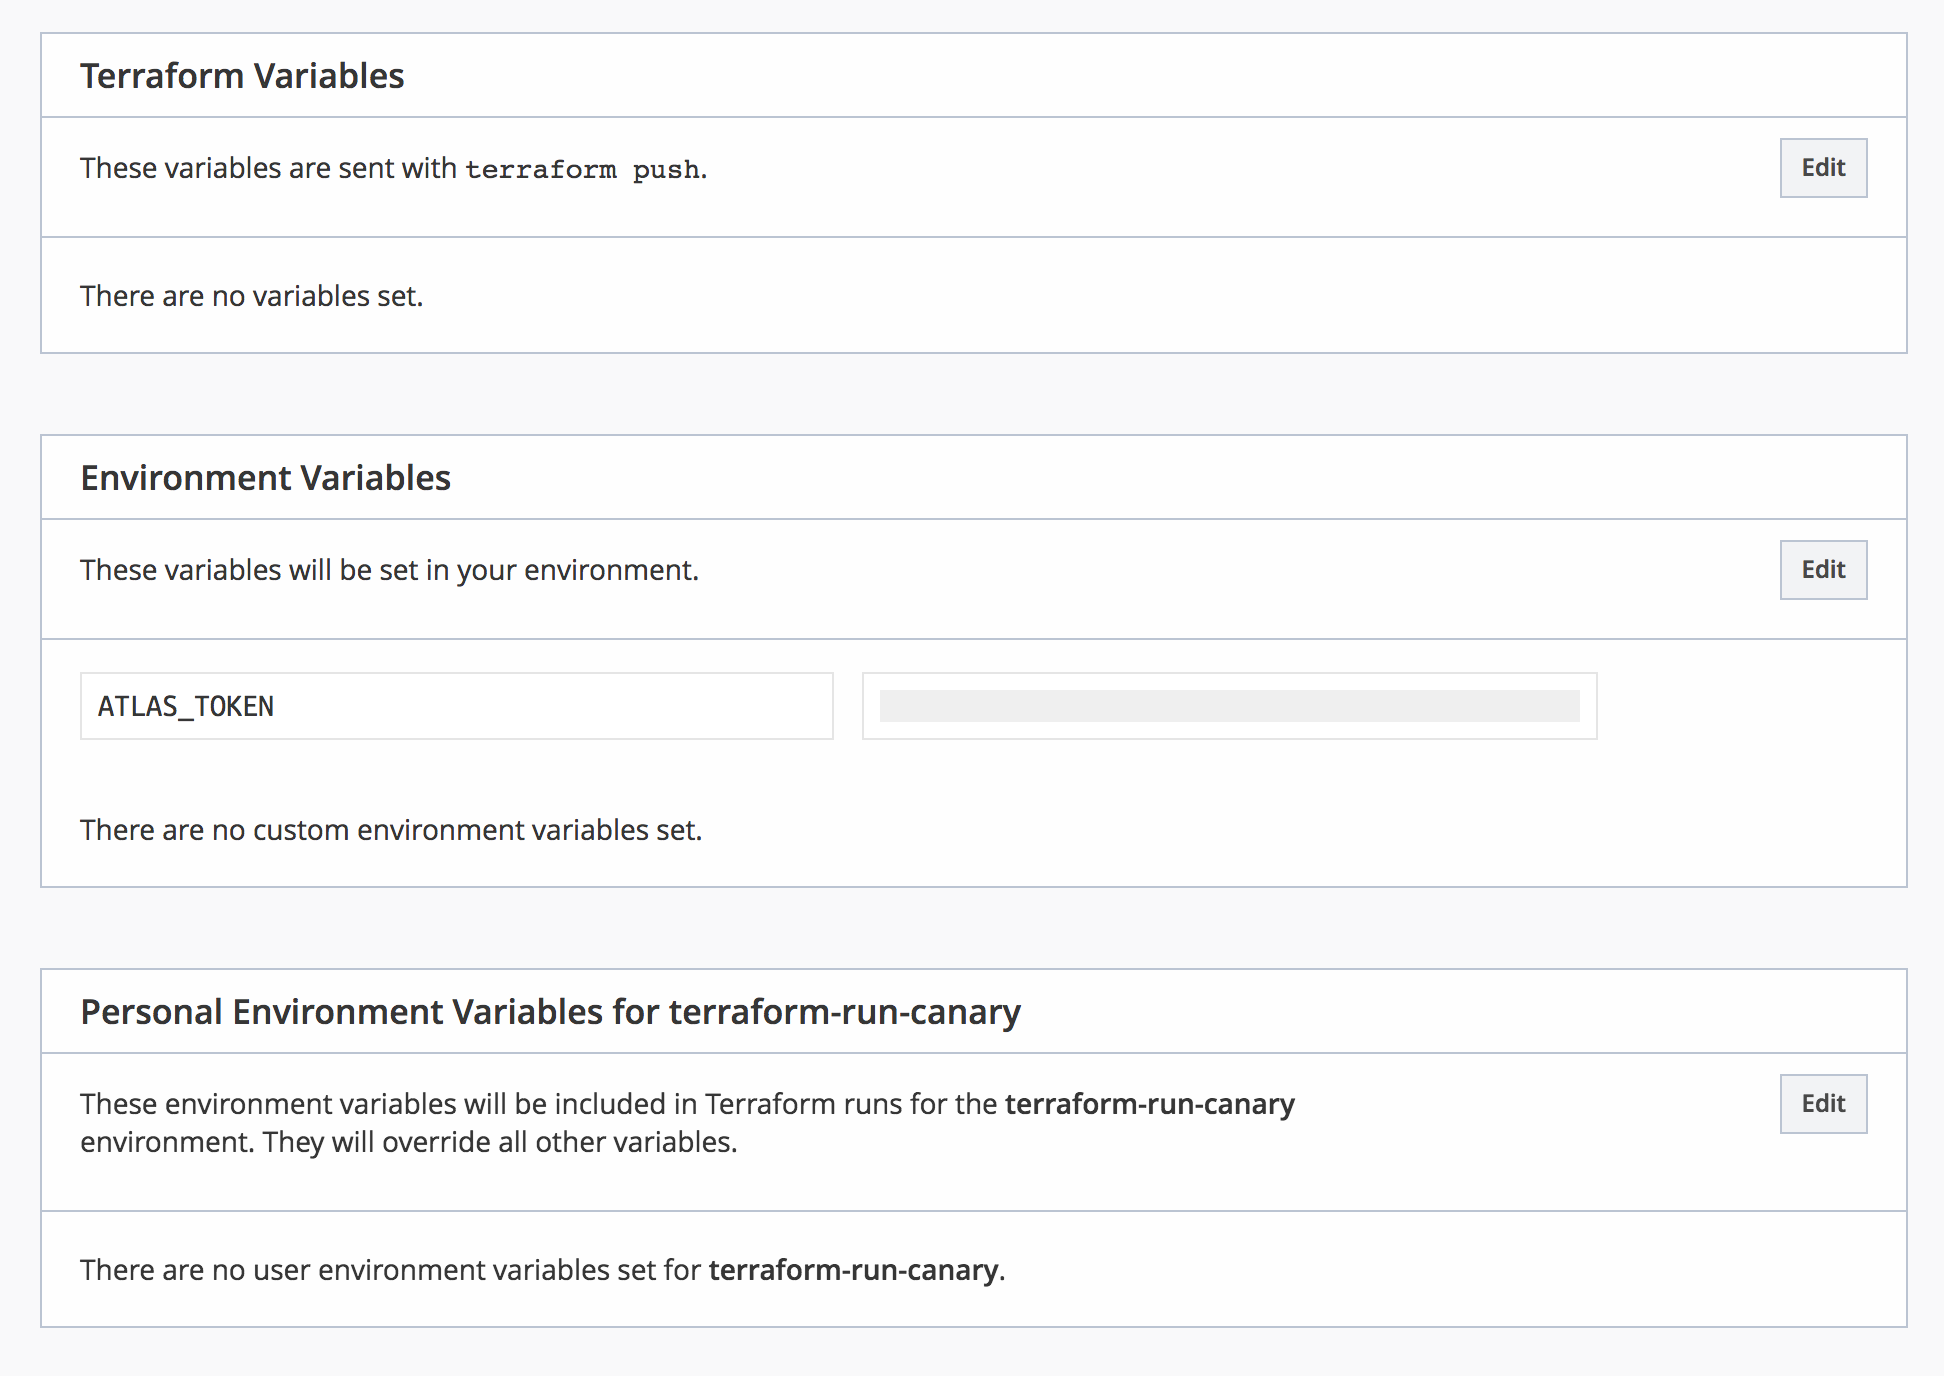 Terraform Variables
These variables are sent with terraform push.
Edit
There are no variables set.
Environment Variables
These variables will be set in your environment.
Edit
ATLAS_TOKEN
There are no custom environment variables set.
Personal Environment Variables for terraform-run-canary
These environment variables will be included in Terraform runs for the terraform-run-canary
environment. They will override all other variables.
Edit
There are no user environment variables set for terraform-run-canary.